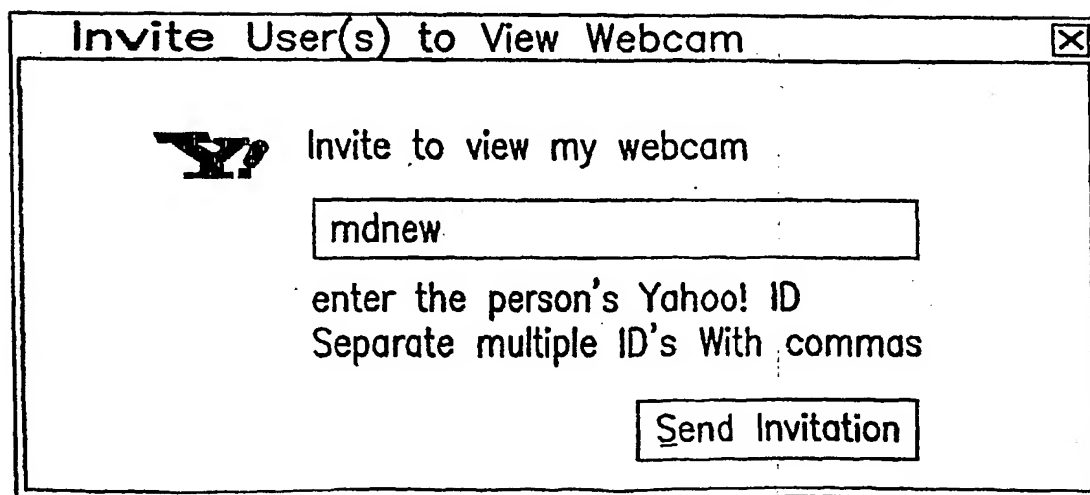 Invite User(s) to View Webcam
Y! Invite to view my webcam
mdnew
enter the person's Yahoo! ID
Separate multiple ID's With commas
Send Invitation